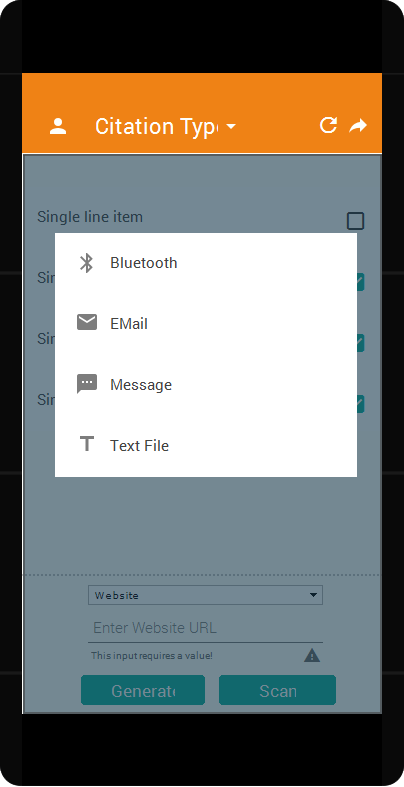 Citation Typ
Single line item
Bluetooth
Sin
EMail
Sin
Message
Sin
Text File
Website
Enter Website URL
This input requires a value!
Generate
Scan